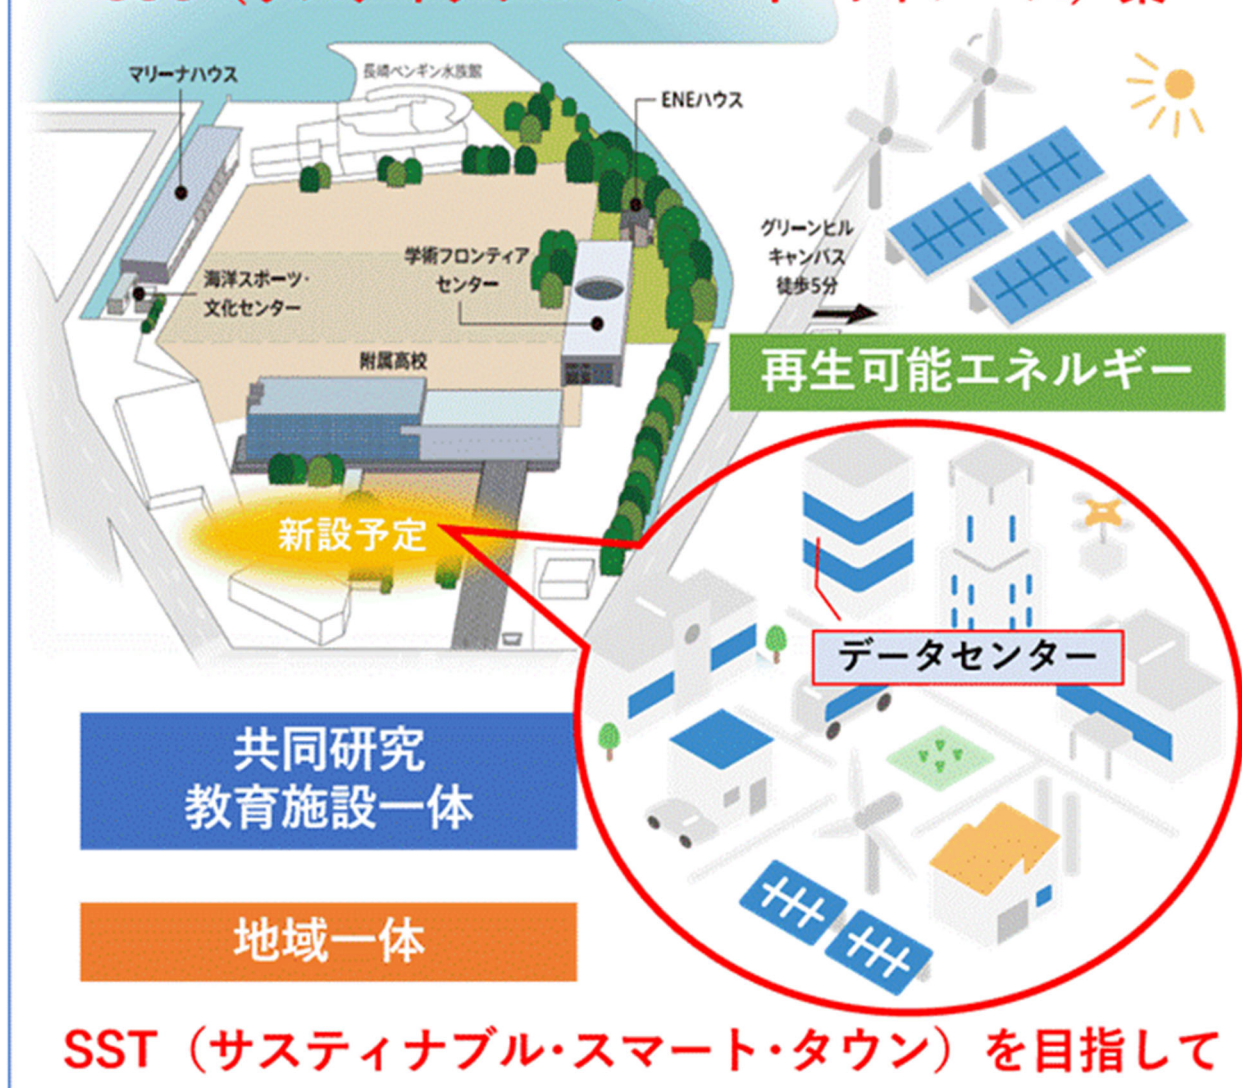 マリーナハウス
長崎ペンギン水族館
ENEハウス
グリーンヒル
キャンパス
徒歩5分
海洋スポーツ・
文化センター
学術フロンティア
センター
附属高校
再生可能エネルギー
新設予定
データセンター
共同研究
教育施設一体
地域一体
SST（サスティナブル・スマート・タウン）を目指して